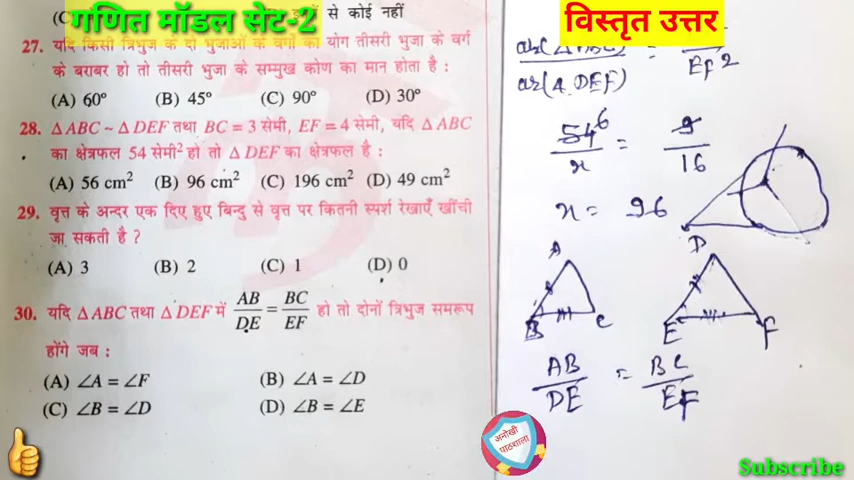 गणित मॉडल सेट-2
विस्तृत उत्तर
(C से कोई नहीं
27. यदि किसी त्रिभुज के दो भुजाओं के वर्गों का योग तीसरी भुजा के वर्ग
के बराबर हो तो तीसरी भुजा के सम्मुख कोण का मान होता है :
(A) 60° (B) 45° (C) 90° (D) 30°
28. Δ ABC ~ Δ DEF तथा BC = 3 सेमी, EF = 4 सेमी, यदि Δ ABC
का क्षेत्रफल 54 सेमी² हो तो Δ DEF का क्षेत्रफल है :
(A) 56 cm² (B) 96 cm² (C) 196 cm² (D) 49 cm²
29. वृत्त के अन्दर एक दिए हुए बिन्दु से वृत्त पर कितनी स्पर्श रेखाएँ खींची
जा सकती है ?
(A) 3 (B) 2 (C) 1 (D) 0
30. यदि Δ ABC तथा Δ DEF में AB/DE = BC/EF हो तो दोनों त्रिभुज समरूप
होंगे जब :
(A) ∠A = ∠F (B) ∠A = ∠D
(C) ∠B = ∠D (D) ∠B = ∠E
ar(Δ ABC)
ar(Δ DEF) = EF²
54 6 / x = 9 / 16
x = 96
A
B C
D
E F
AB / DE = BC / EF
अनोखी
पाठशाला
Subscribe